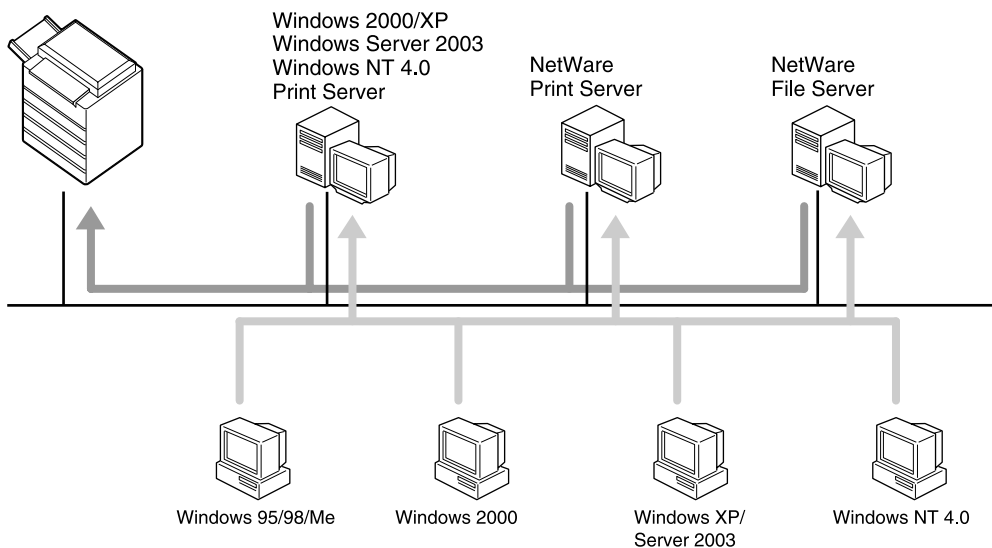 Windows 2000/XP
Windows Server 2003
Windows NT 4.0
Print Server
NetWare
Print Server
NetWare
File Server
Windows 95/98/Me
Windows 2000
Windows XP/
Server 2003
Windows NT 4.0